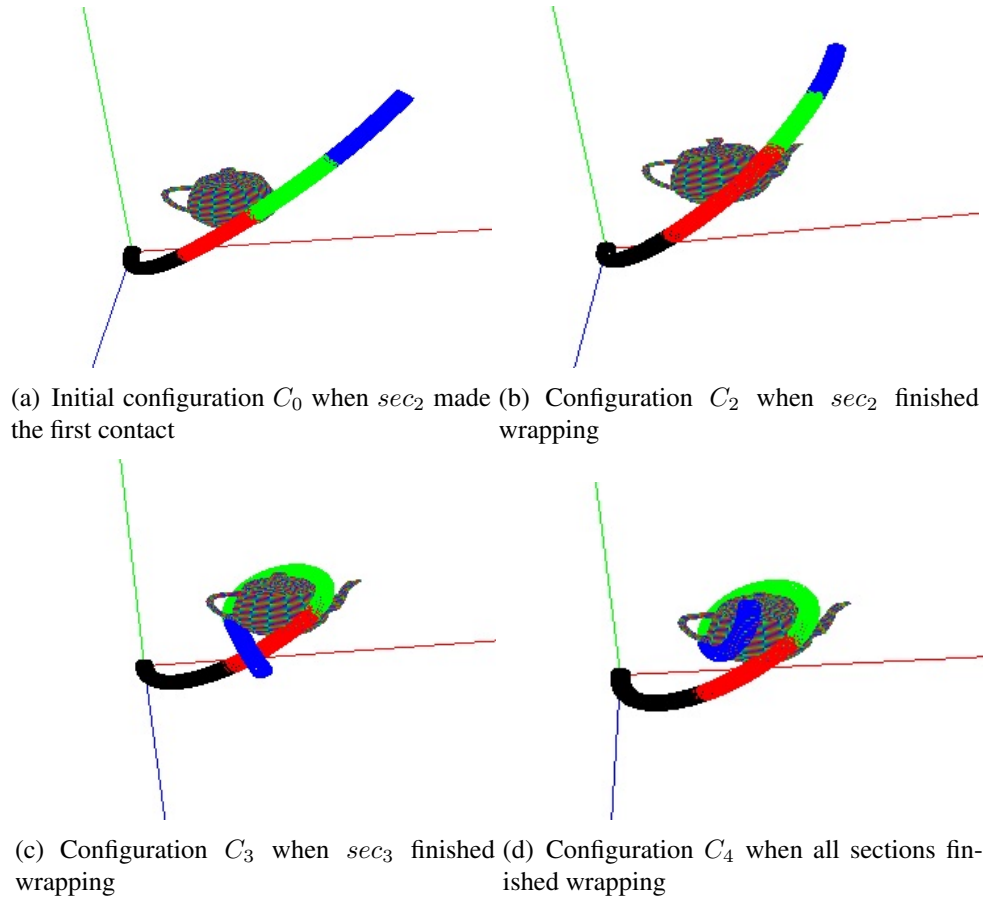 (a) Initial configuration C₀ when sec₂ made
the first contact
(b) Configuration C₂ when sec₂ finished
wrapping
(c) Configuration C₃ when sec₃ finished
wrapping
(d) Configuration C₄ when all sections fin-
ished wrapping